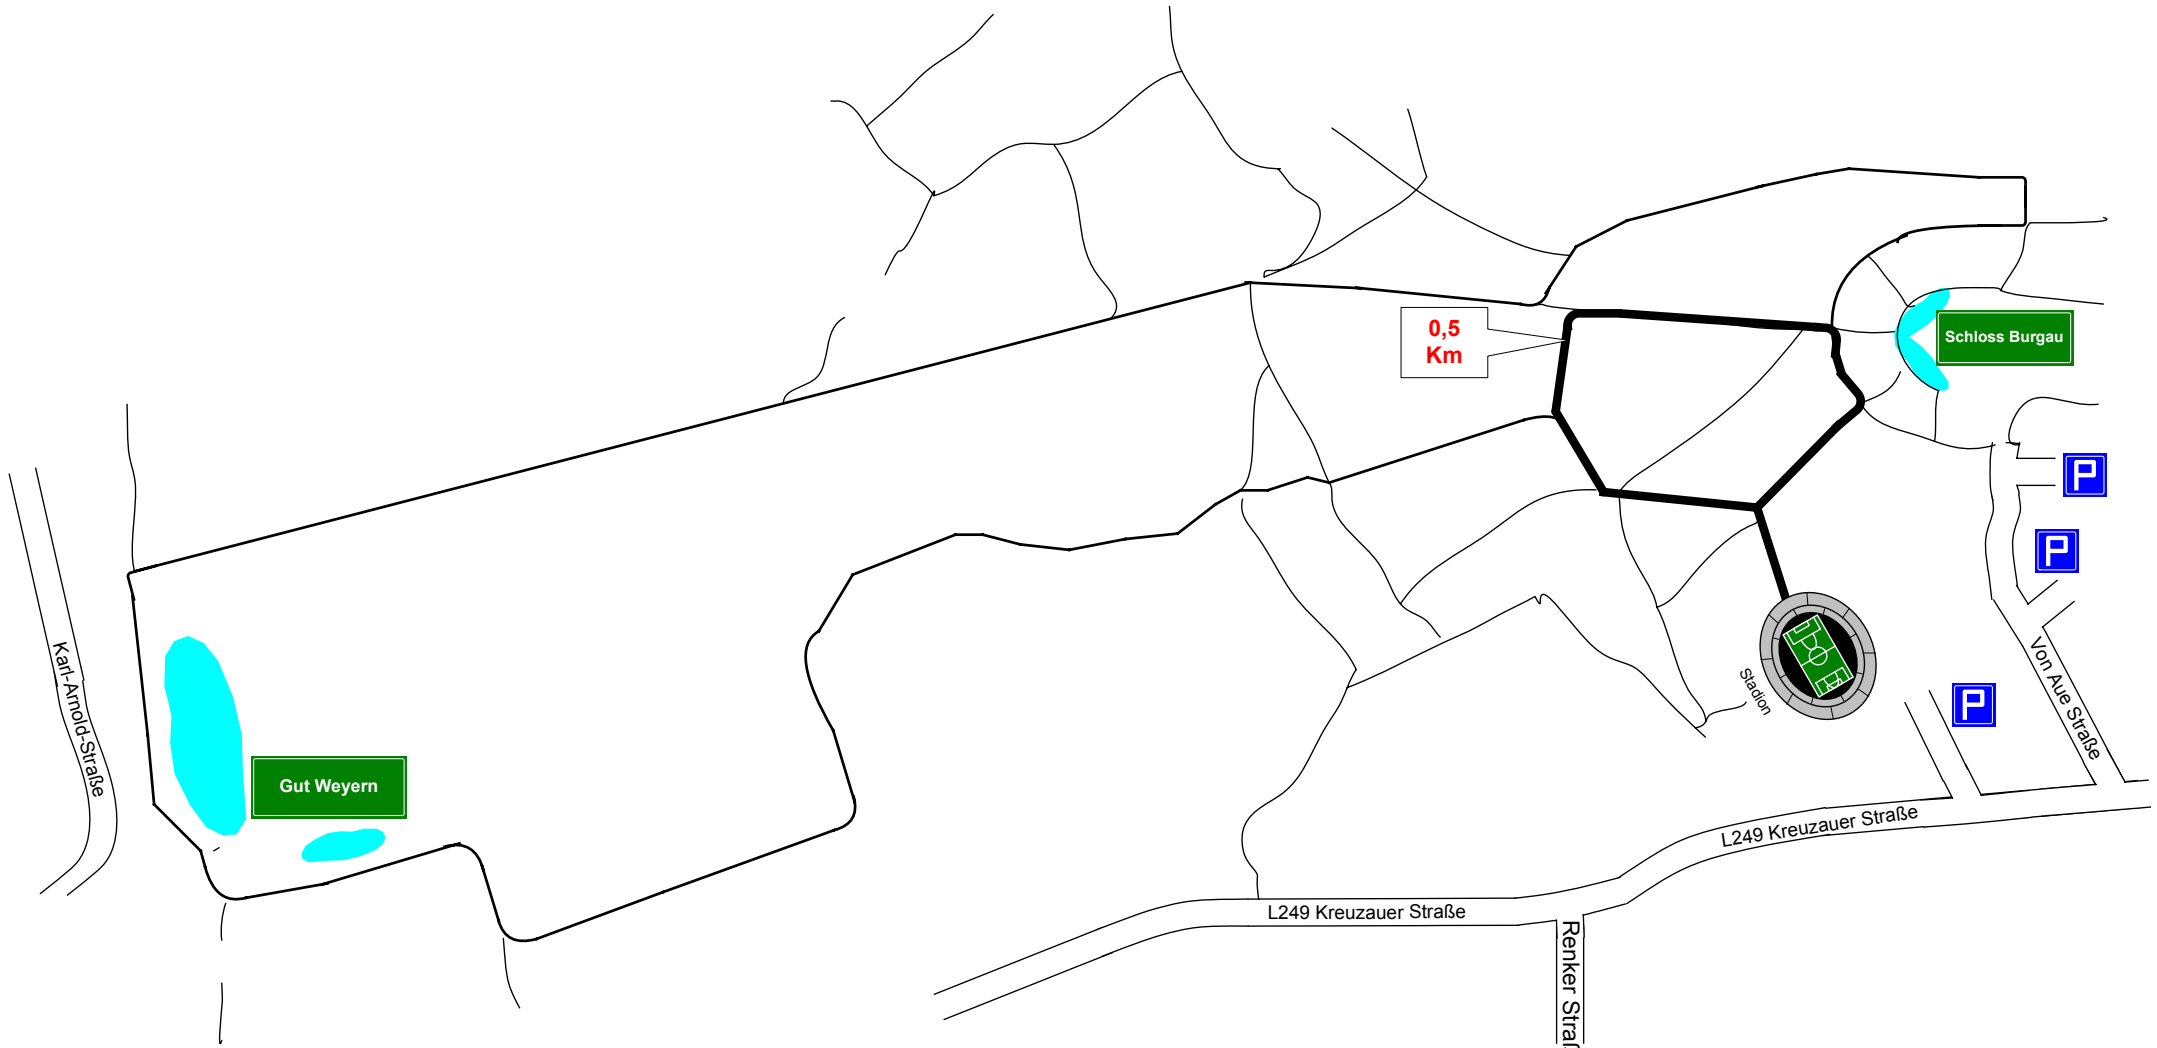 0,5
Km
Schloss Burgau
P
P
Karl-Arnold-Straße
Von Aue Straße
Stadion
P
Gut Weyern
L249 Kreuzauer Straße
L249 Kreuzauer Straße
Renker